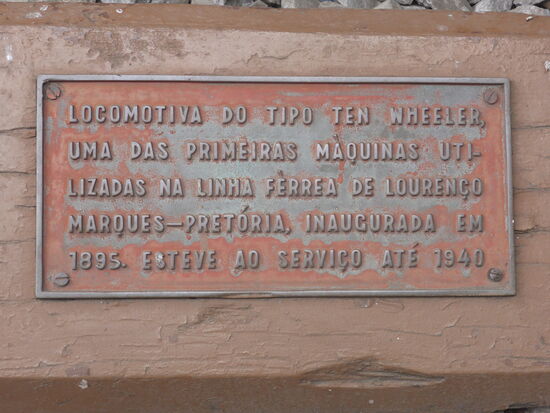 LOCOMOTIVA DO TIPO TEN WHEELER,
UMA DAS PRIMEIRAS MÁQUINAS UTI-
LIZADAS NA LINHA FÉRREA DE LOURENÇO
MARQUES-PRETÓRIA, INAUGURADA EM
1895. ESTEVE AO SERVIÇO ATÉ 1940